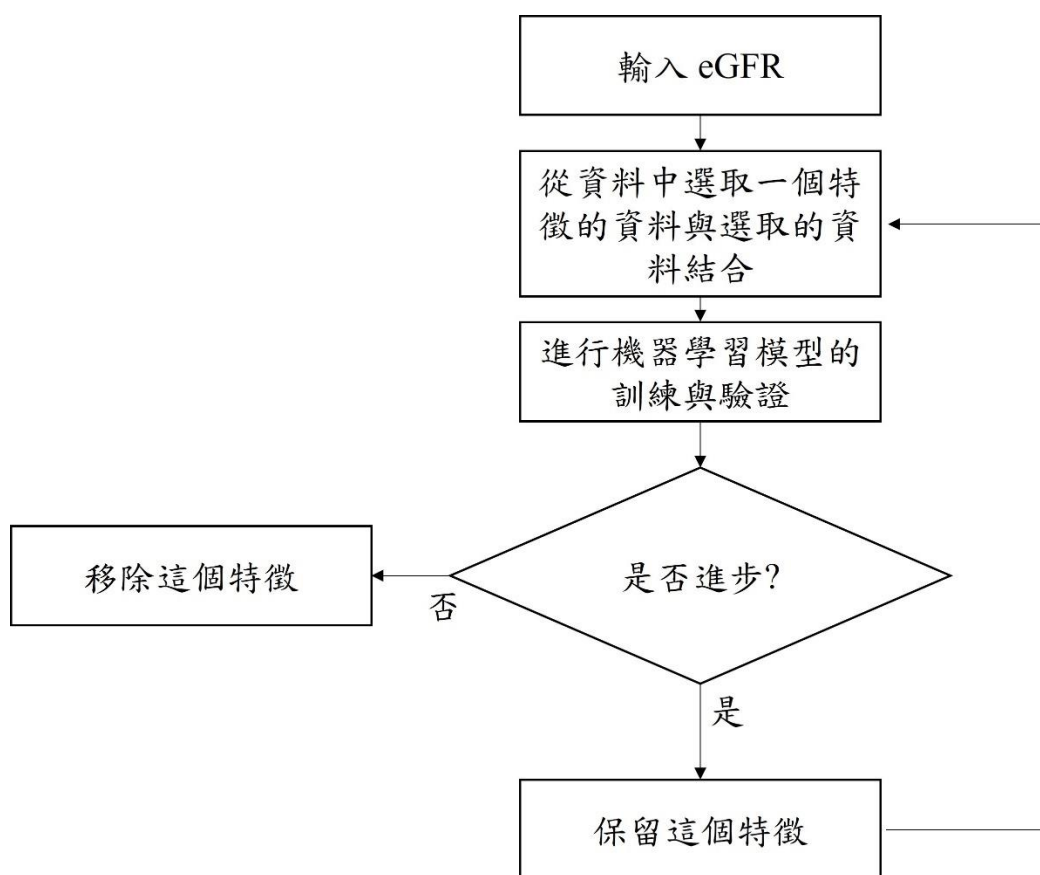 輸入 eGFR
從資料中選取一個特
徵的資料與選取的資
料結合
進行機器學習模型的
訓練與驗證
是否進步?
移除這個特徵
否
是
保留這個特徵